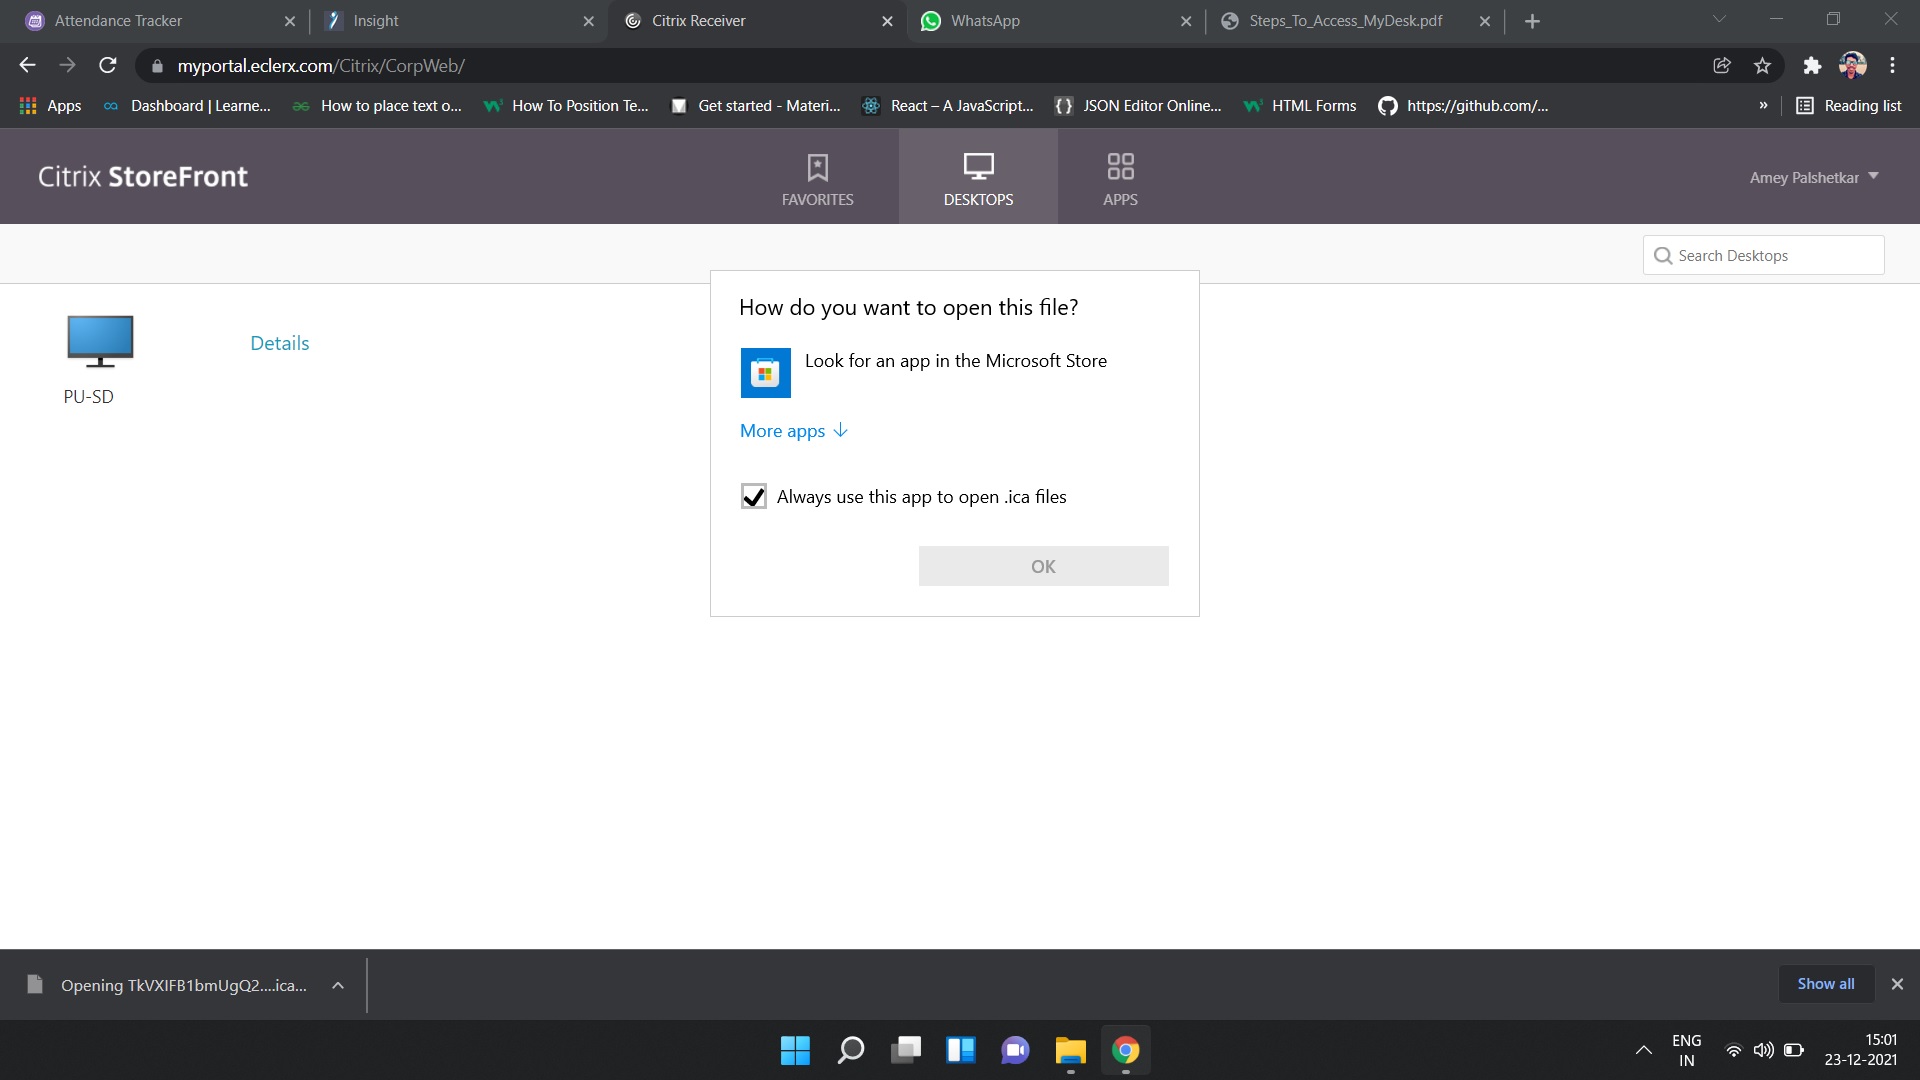 Attendance Tracker
Insight
Citrix Receiver
WhatsApp
Steps_To_Access_MyDesk.pdf
myportal.eclerx.com/Citrix/CorpWeb/
Apps
Dashboard | Learne...
How to place text o...
How To Position Te...
Get started - Materi...
React – A JavaScript...
JSON Editor Online...
HTML Forms
https://github.com/...
»
Reading list
Citrix StoreFront
FAVORITES
DESKTOPS
APPS
Amey Palshetkar
Search Desktops
Details
PU-SD
How do you want to open this file?
Look for an app in the Microsoft Store
More apps
Always use this app to open .ica files
OK
Opening TkVXIFB1bmUgQ2....ica...
Show all
ENG
IN
15:01
23-12-2021